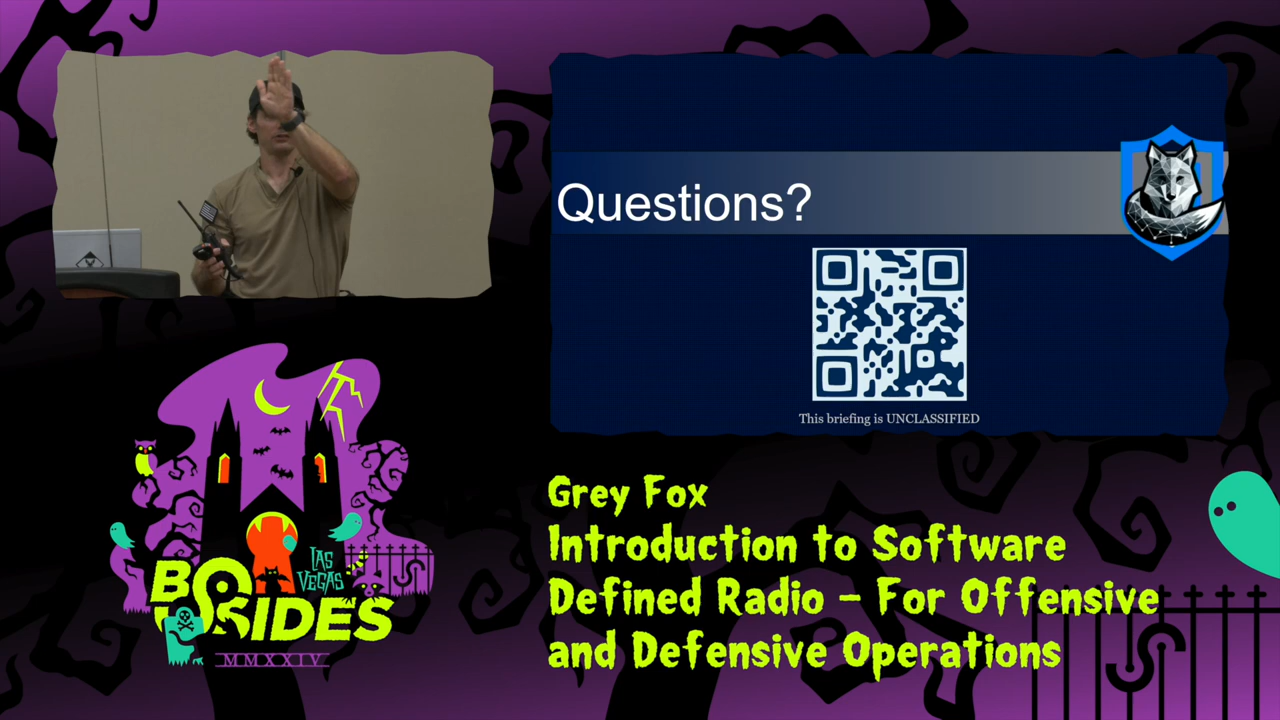 Questions?
This briefing is UNCLASSIFIED
LAS
VEGAS
BSIDES
MMXXIV
Grey Fox
Introduction to Software
Defined Radio – For Offensive
and Defensive Operations